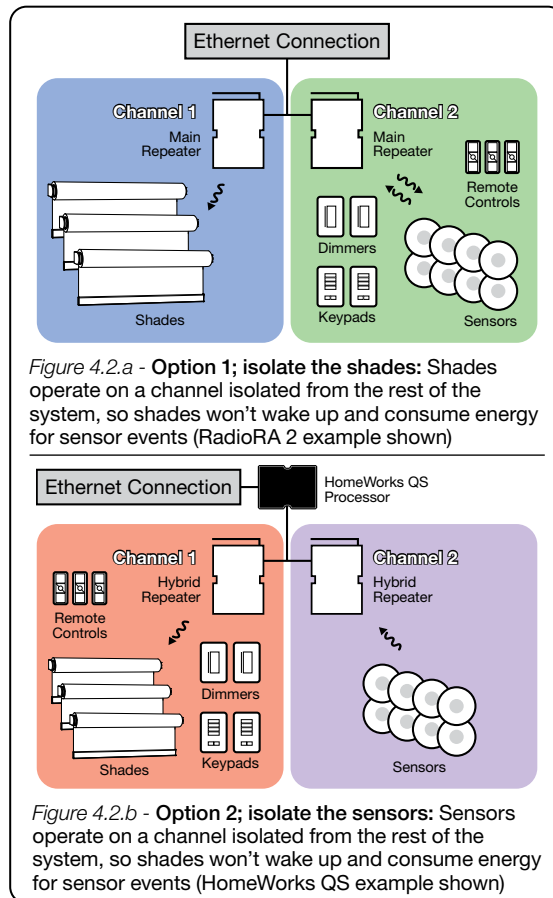 Ethernet Connection
Channel 1
Main
Repeater
Shades
Channel 2
Main
Repeater
Remote
Controls
Dimmers
Keypads
Sensors
Figure 4.2.a - Option 1; isolate the shades: Shades
operate on a channel isolated from the rest of the
system, so shades won’t wake up and consume energy
for sensor events (RadioRA 2 example shown)
Ethernet Connection
HomeWorks QS
Processor
Channel 1
Hybrid
Repeater
Remote
Controls
Dimmers
Shades
Keypads
Channel 2
Hybrid
Repeater
Sensors
Figure 4.2.b - Option 2; isolate the sensors: Sensors
operate on a channel isolated from the rest of the
system, so shades won’t wake up and consume energy
for sensor events (HomeWorks QS example shown)